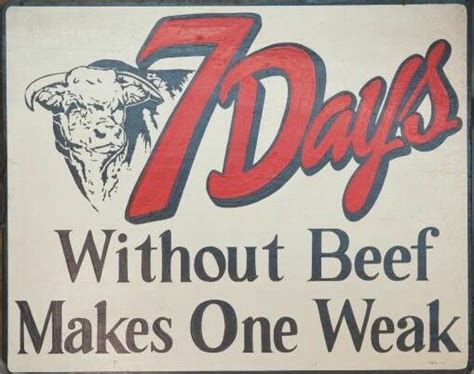 7 Days
Without Beef
Makes One Weak